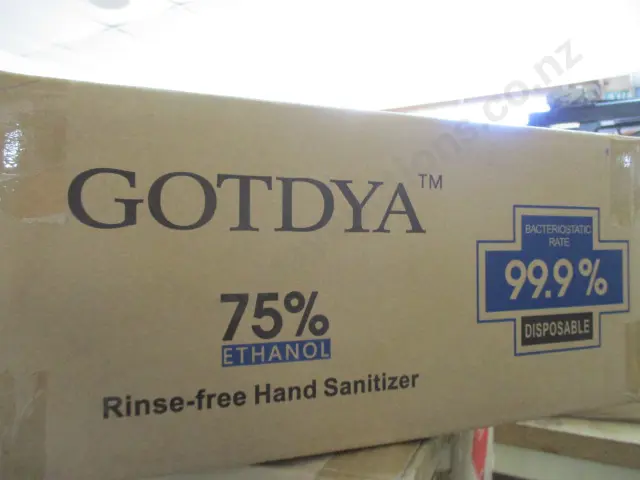 GOTDYA™
75%
ETHANOL
Rinse-free Hand Sanitizer
BACTERIOSTATIC
RATE
99.9%
DISPOSABLE